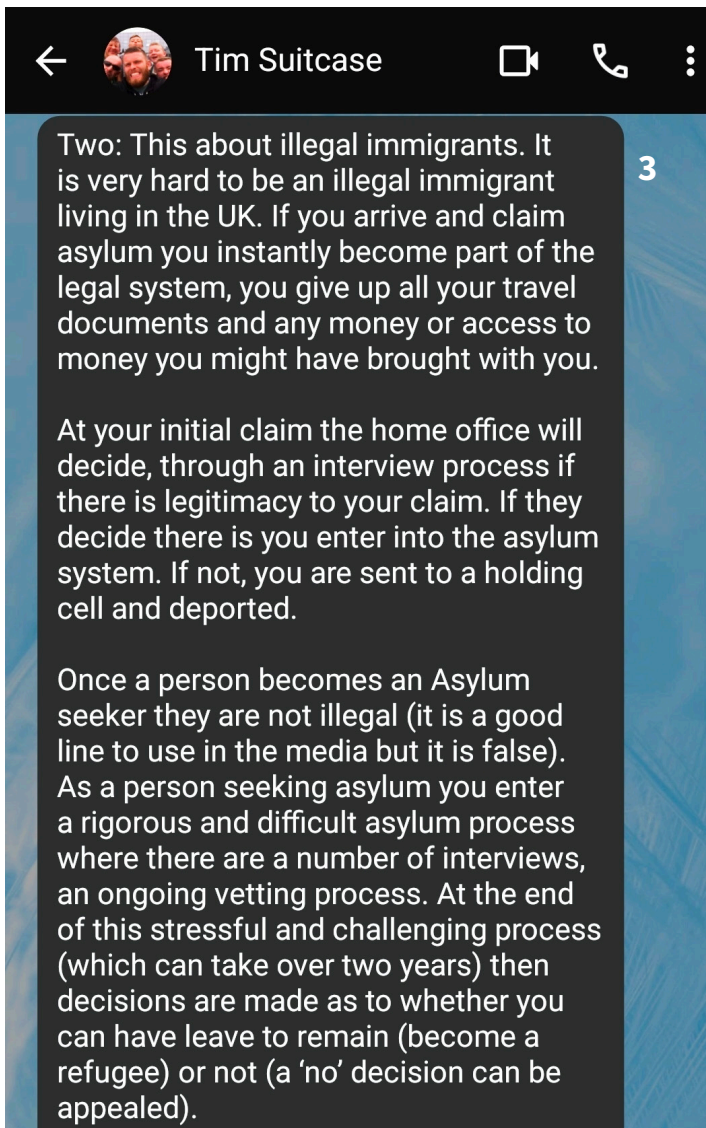 Tim Suitcase
Two: This about illegal immigrants. It
3
is very hard to be an illegal immigrant
living in the UK. If you arrive and claim
asylum you instantly become part of the
legal system, you give up all your travel
documents and any money or access to
money you might have brought with you.
At your initial claim the home office will
decide, through an interview process if
there is legitimacy to your claim. If they
decide there is you enter into the asylum
system. If not, you are sent to a holding
cell and deported.
Once a person becomes an Asylum
seeker they are not illegal (it is a good
line to use in the media but it is false).
As a person seeking asylum you enter
a rigorous and difficult asylum process
where there are a number of interviews,
an ongoing vetting process. At the end
of this stressful and challenging process
(which can take over two years) then
decisions are made as to whether you
can have leave to remain (become a
refugee) or not (a ‘no’ decision can be
appealed).